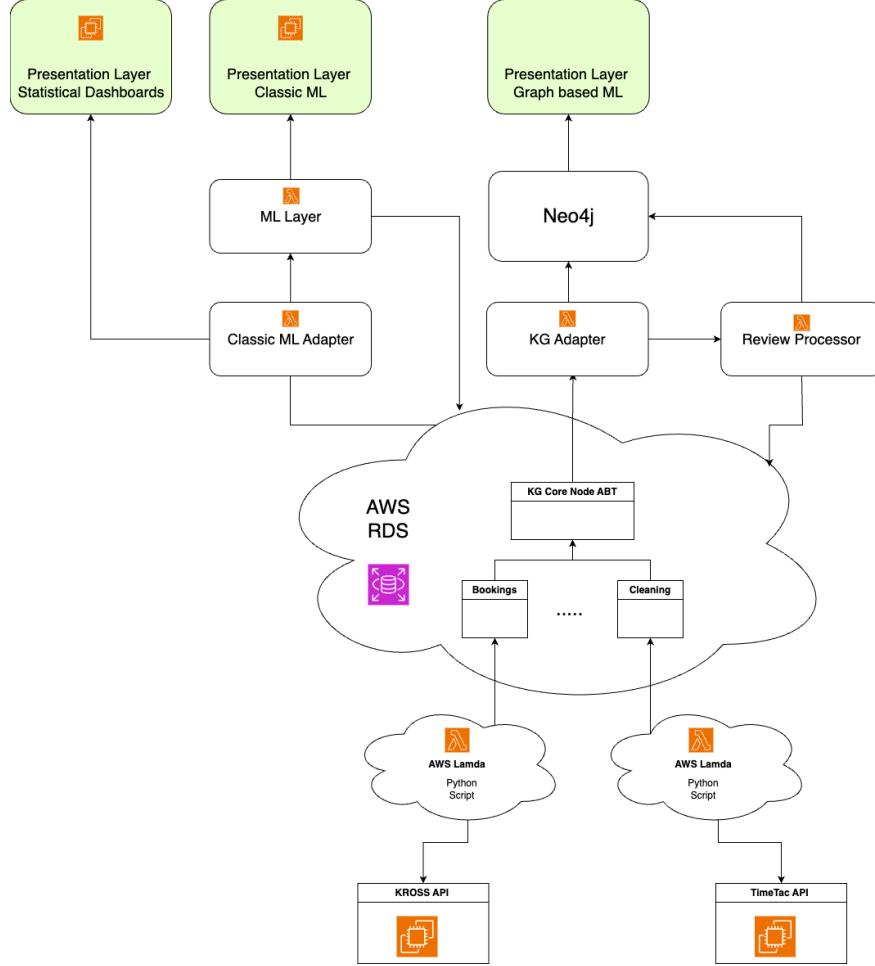 Presentation Layer
Statistical Dashboards
Presentation Layer
Classic ML
Presentation Layer
Graph based ML
ML Layer
Neo4j
Classic ML Adapter
KG Adapter
Review Processor
KG Core Node ABT
AWS
RDS
Bookings
.....
Cleaning
AWS Lamda
Python
Script
AWS Lamda
Python
Script
KROSS API
TimeTac API